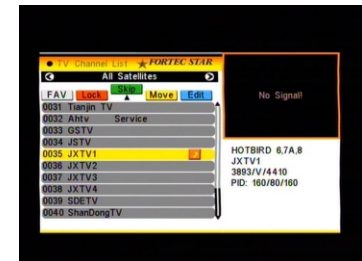 TV Channel List FORTEC STAR
All Satellites
FAV Lock Skip Move Edit
0031 Tianjin TV
0032 Ahtv Service
0033 GSTV
0034 JSTV
0035 JXTV1
0036 JXTV2
0037 JXTV3
0038 JXTV4
0039 SDETV
0040 ShanDongTV
No Signal!
HOTBIRD 6,7A,8
JXTV1
3893/V/4410
PID: 160/80/160